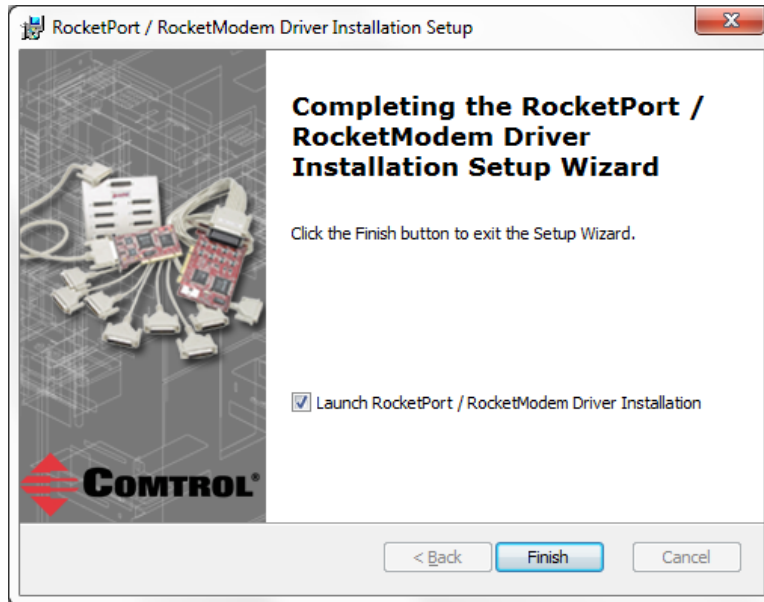 RocketPort / RocketModem Driver Installation Setup
Completing the RocketPort /
RocketModem Driver
Installation Setup Wizard
Click the Finish button to exit the Setup Wizard.
Launch RocketPort / RocketModem Driver Installation
COMTROL®
< Back
Finish
Cancel